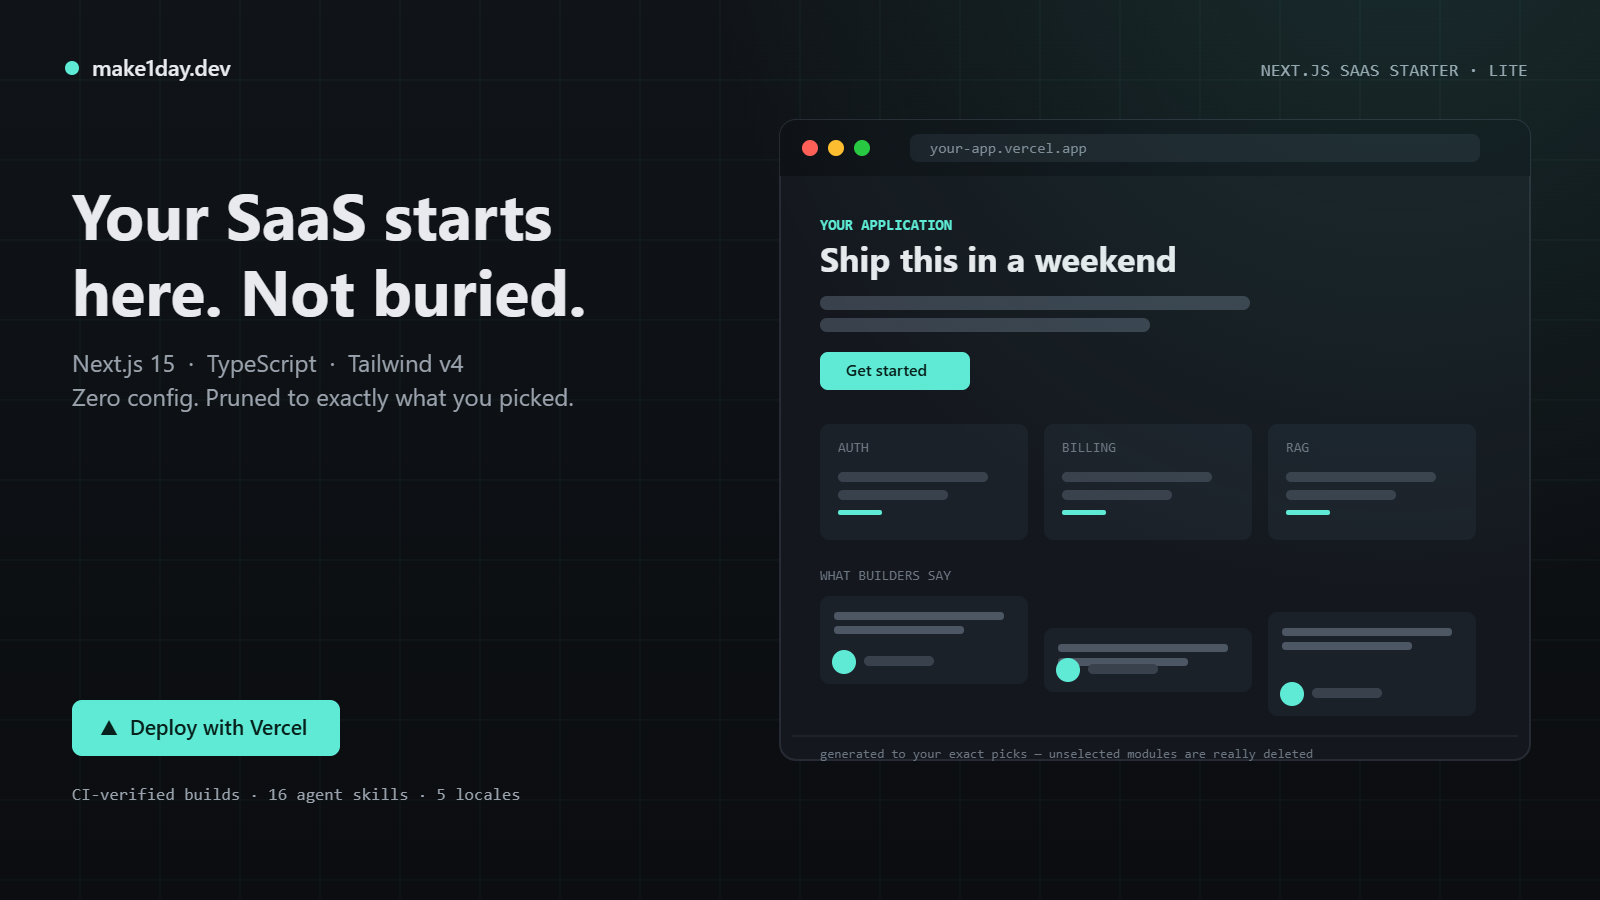 make1day.dev
NEXT.JS SAAS STARTER · LITE
Your SaaS starts
here. Not buried.
Next.js 15 · TypeScript · Tailwind v4
Zero config. Pruned to exactly what you picked.
▲ Deploy with Vercel
CI-verified builds · 16 agent skills · 5 locales
your-app.vercel.app
YOUR APPLICATION
Ship this in a weekend
Get started
AUTH
BILLING
RAG
WHAT BUILDERS SAY
generated to your exact picks — unselected modules are really deleted